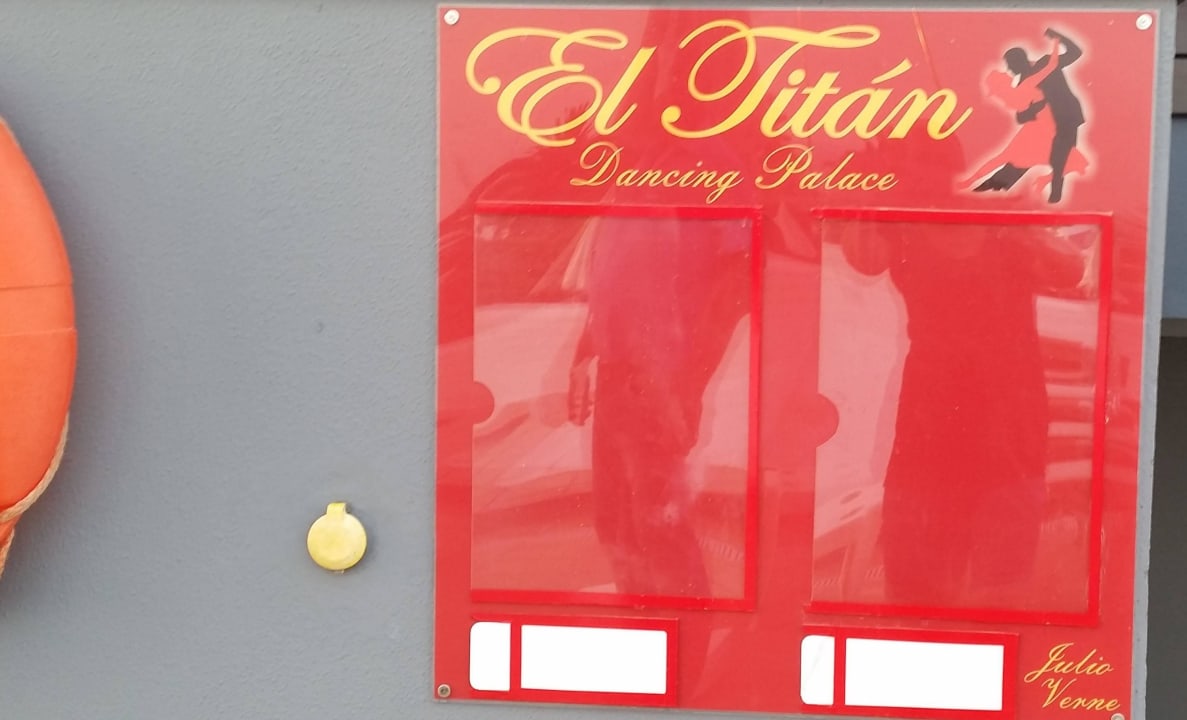 El Titán
Dancing Palace
Julio
Verne